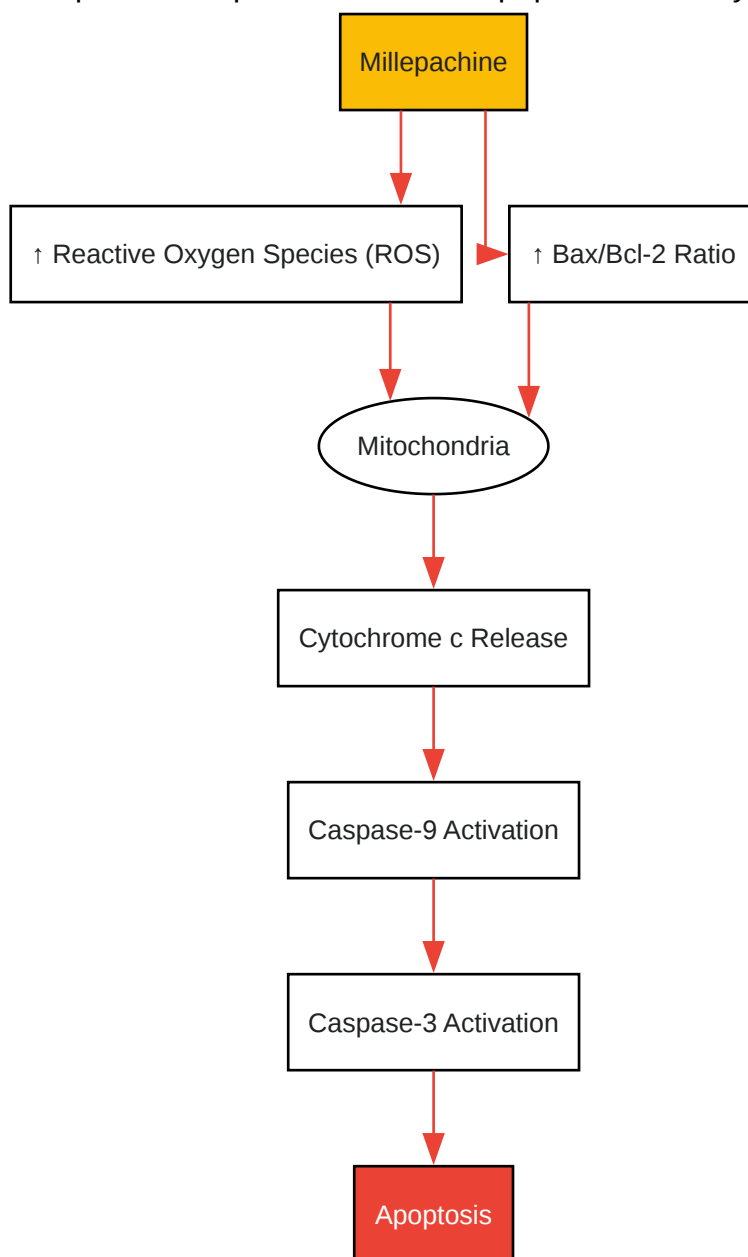 Millepachine
↑ Reactive Oxygen Species (ROS)
↑ Bax/Bcl-2 Ratio
Mitochondria
Cytochrome c Release
Caspase-9 Activation
Caspase-3 Activation
Apoptosis